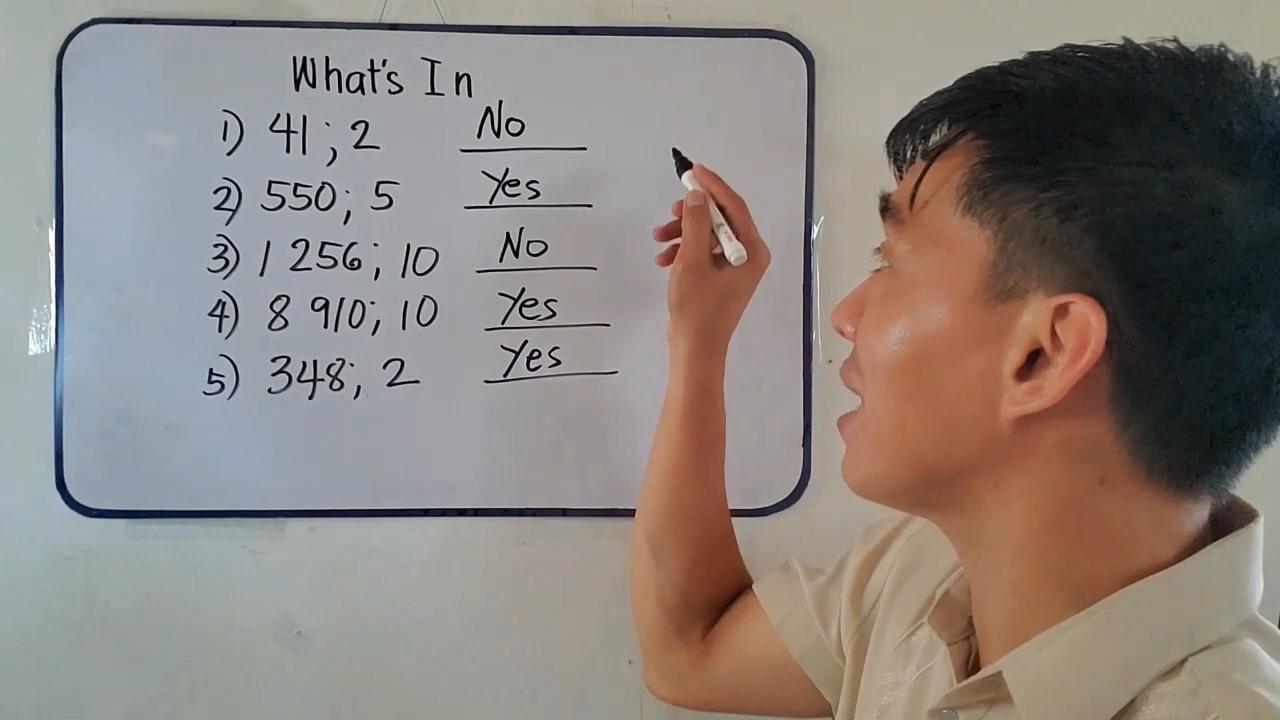 What's In
1) 41 ; 2 No
2) 550 ; 5 Yes
3) 1 256 ; 10 No
4) 8 910 ; 10 Yes
5) 348 ; 2 Yes